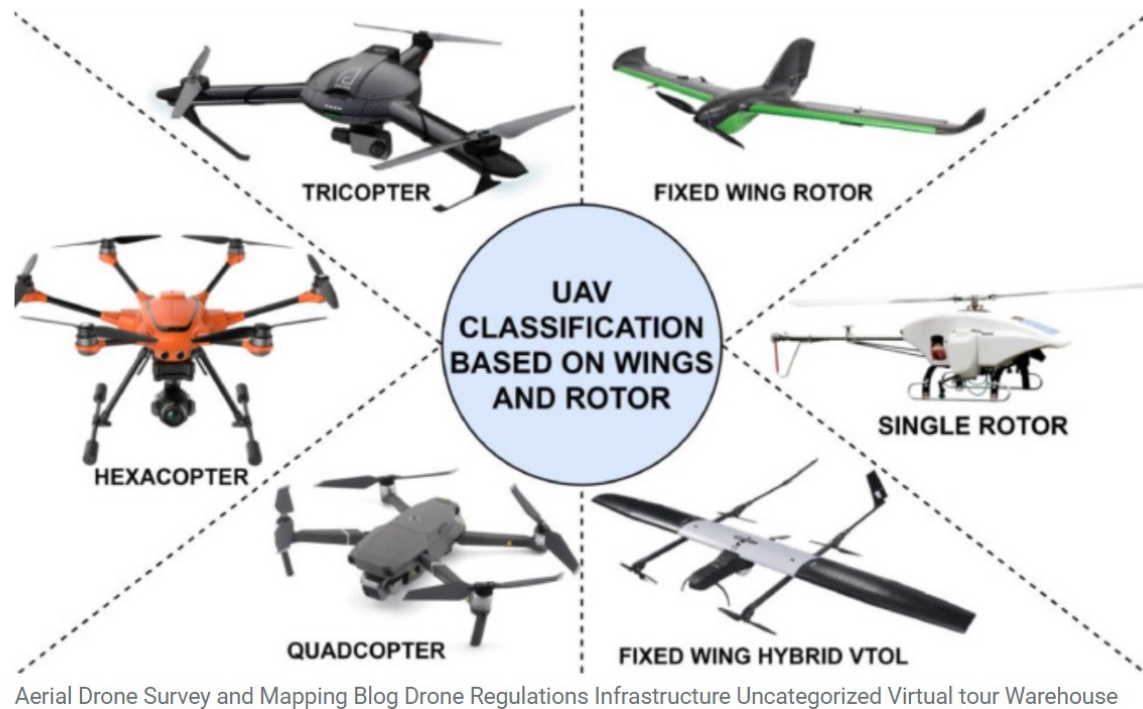 TRICOPTER
FIXED WING ROTOR
UAV
CLASSIFICATION
BASED ON WINGS
AND ROTOR
SINGLE ROTOR
HEXACOPTER
QUADCOPTER
FIXED WING HYBRID VTOL
Aerial Drone Survey and Mapping Blog Drone Regulations Infrastructure Uncategorized Virtual tour Warehouse